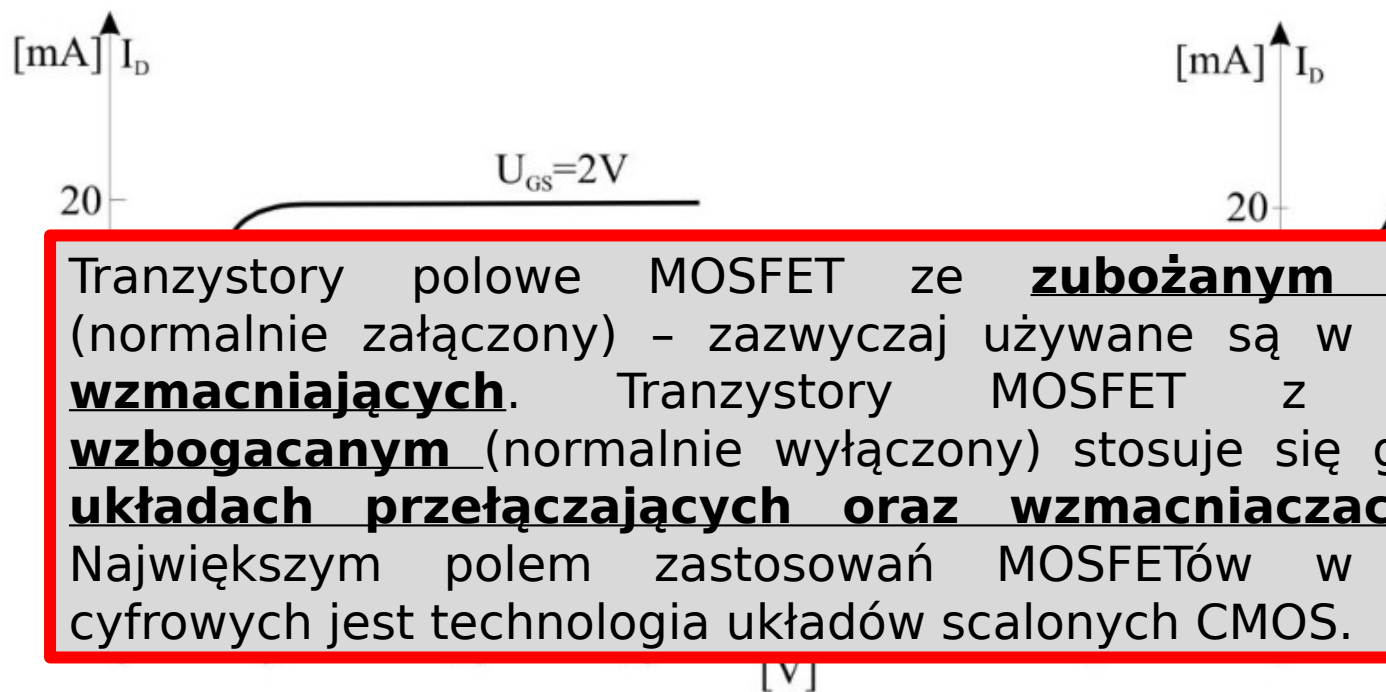 [mA] I_D
[mA] I_D
U_GS=2V
20
20
Tranzystory polowe MOSFET ze zubożanym
(normalnie załączony) – zazwyczaj używane są w
wzmacniających. Tranzystory MOSFET z
wzbogacanym (normalnie wyłączony) stosuje się
układach przełączających oraz
Największym polem zastosowań MOSFETów w
cyfrowych jest technologia układów scalonych CMOS.
[V]